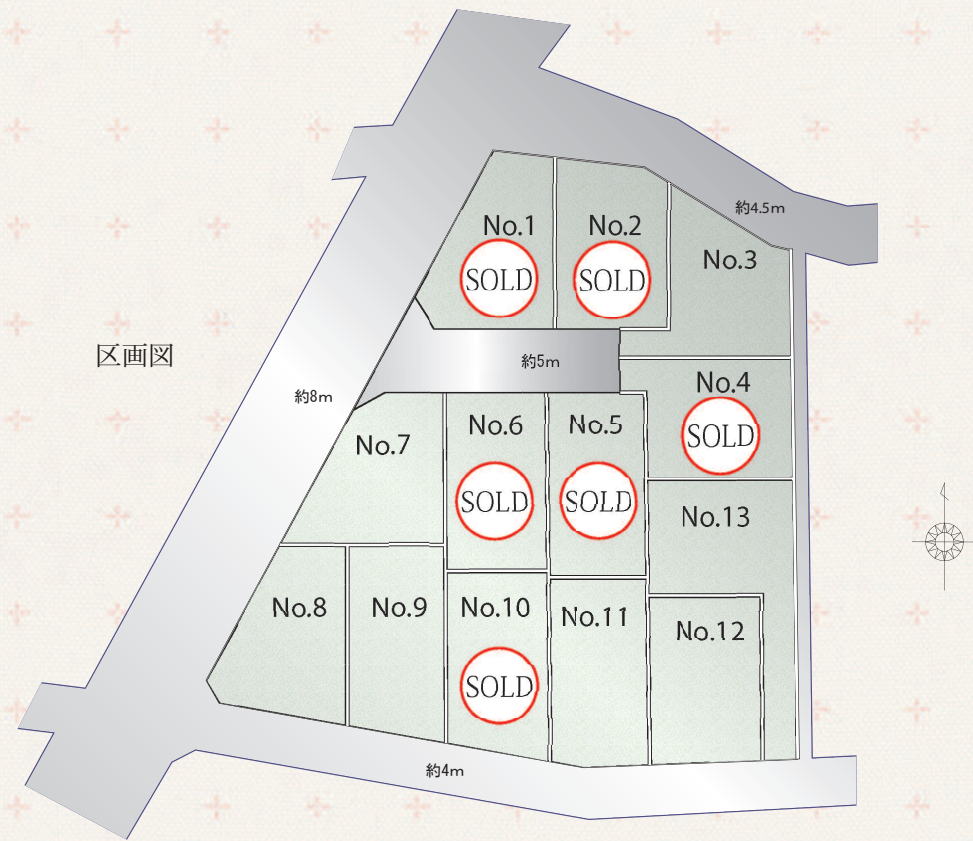 約4.5m
No.1
SOLD
No.2
SOLD
No.3
区画図
約8m
約5m
No.4
SOLD
No.7
No.6
SOLD
No.5
SOLD
No.13
No.8
No.9
No.10
SOLD
No.11
No.12
約4m